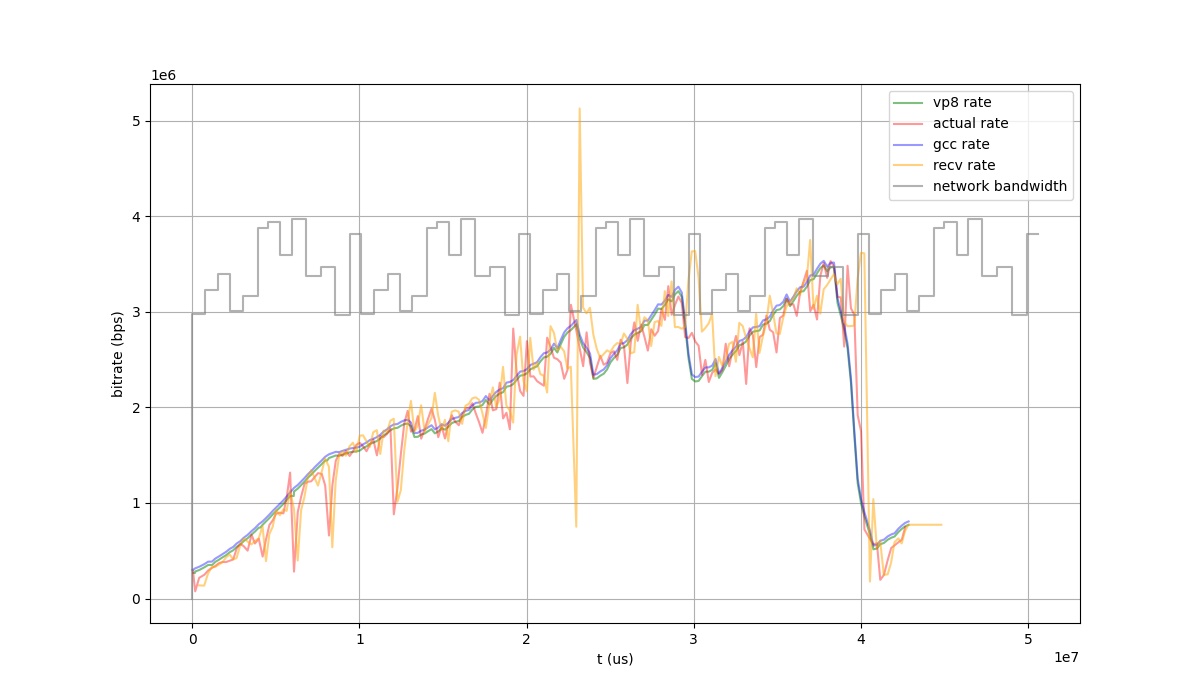 1e6
5
4
3
2
1
0
bitrate (bps)
vp8 rate
actual rate
gcc rate
recv rate
network bandwidth
0 1 2 3 4 5
1e7
t (us)